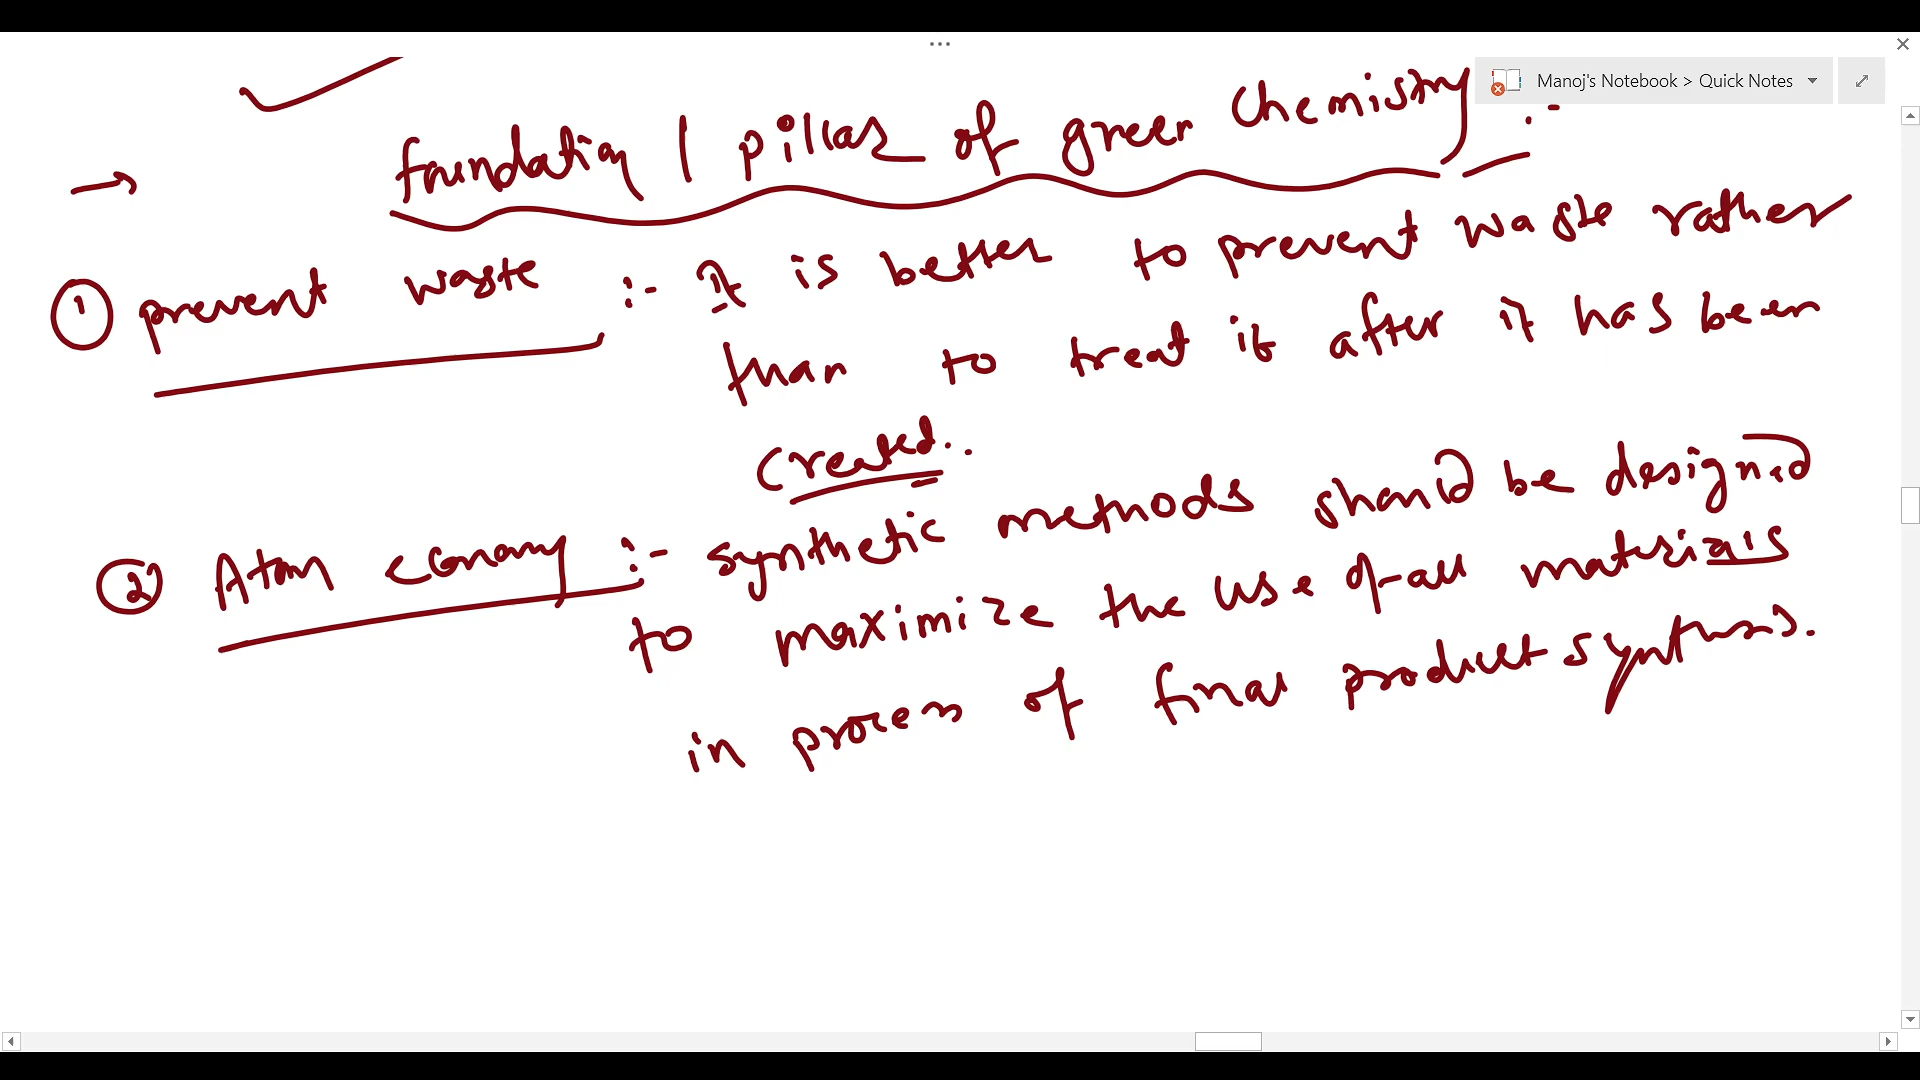 Manoj's Notebook > Quick Notes
→ foundation / pillars of green chemistry :-
① prevent waste :- It is better to prevent waste rather
than to treat it after it has been
created.
② Atom economy :- synthetic methods should be designed
to maximize the use of all materials
in process of final product synthesis.